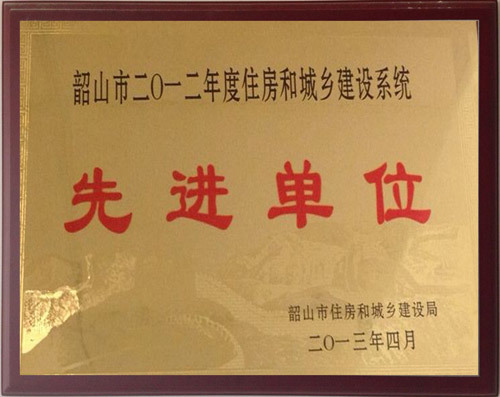 韶山市二〇一二年度住房和城乡建设系统
先进单位
韶山市住房和城乡建设局
二〇一三年四月